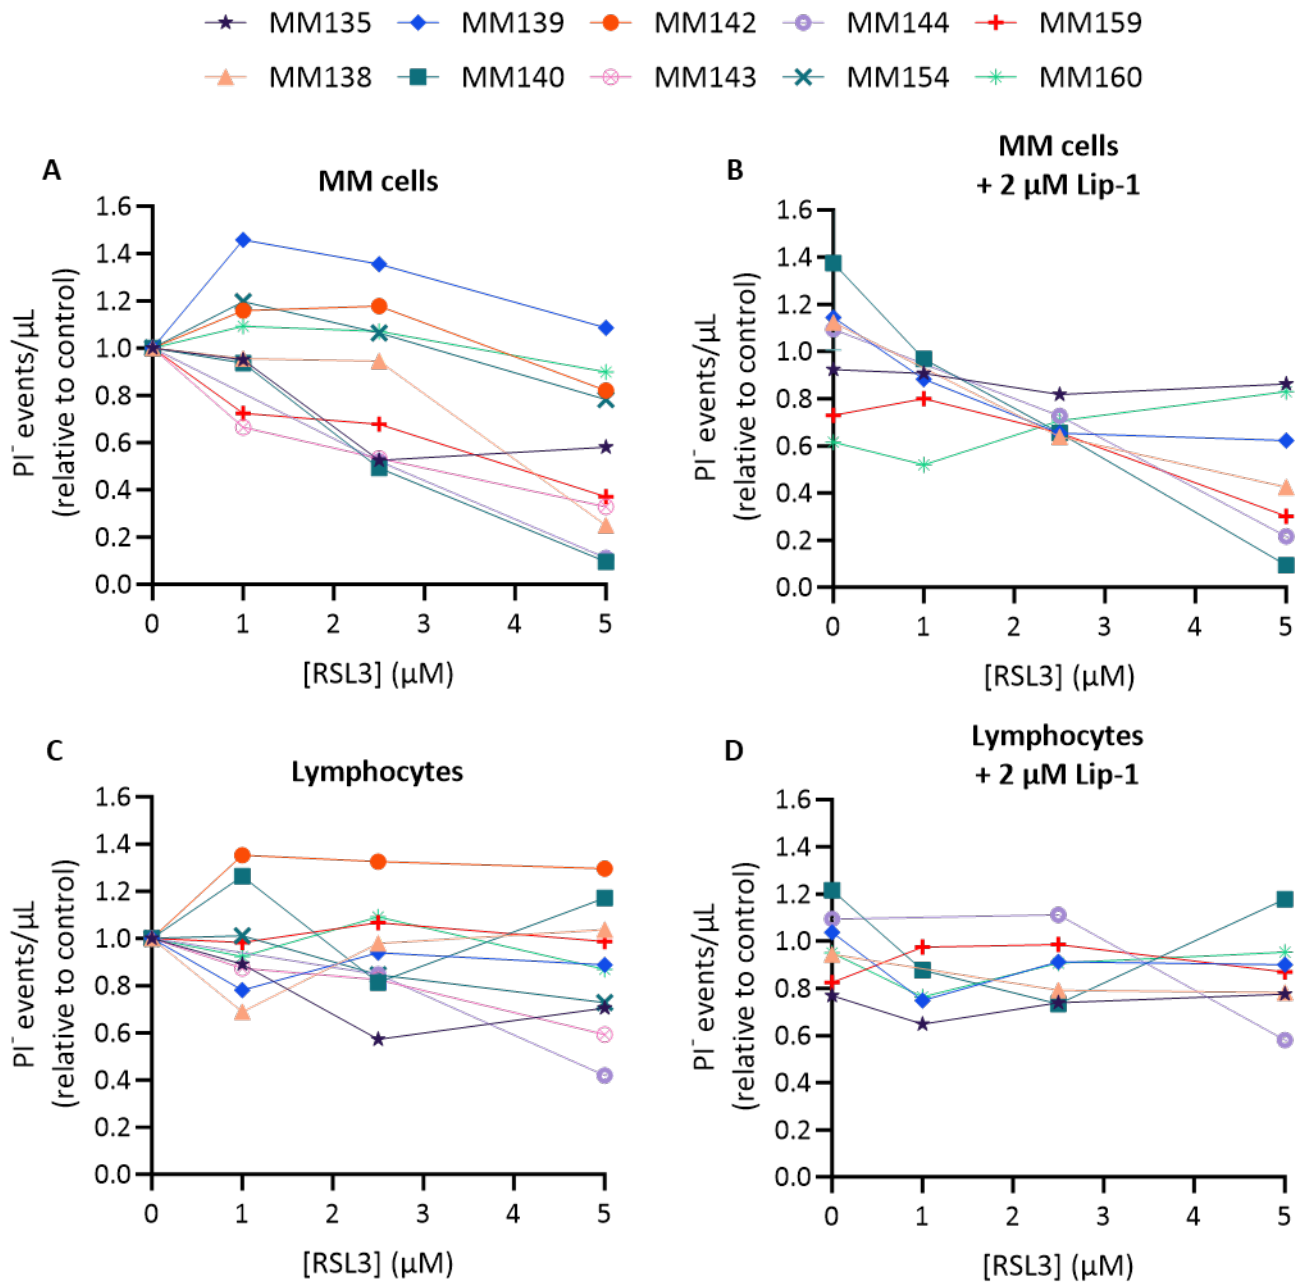 MM135 MM139 MM142 MM144 MM159
MM138 MM140 MM143 MM154 MM160
A
MM cells
PI⁻ events/µL
(relative to control)
1.6
1.4
1.2
1.0
0.8
0.6
0.4
0.2
0.0
0 1 2 3 4 5
[RSL3] (µM)
B
MM cells
+ 2 µM Lip-1
PI⁻ events/µL
(relative to control)
1.6
1.4
1.2
1.0
0.8
0.6
0.4
0.2
0.0
0 1 2 3 4 5
[RSL3] (µM)
C
Lymphocytes
PI⁻ events/µL
(relative to control)
1.6
1.4
1.2
1.0
0.8
0.6
0.4
0.2
0.0
0 1 2 3 4 5
[RSL3] (µM)
D
Lymphocytes
+ 2 µM Lip-1
PI⁻ events/µL
(relative to control)
1.6
1.4
1.2
1.0
0.8
0.6
0.4
0.2
0.0
0 1 2 3 4 5
[RSL3] (µM)